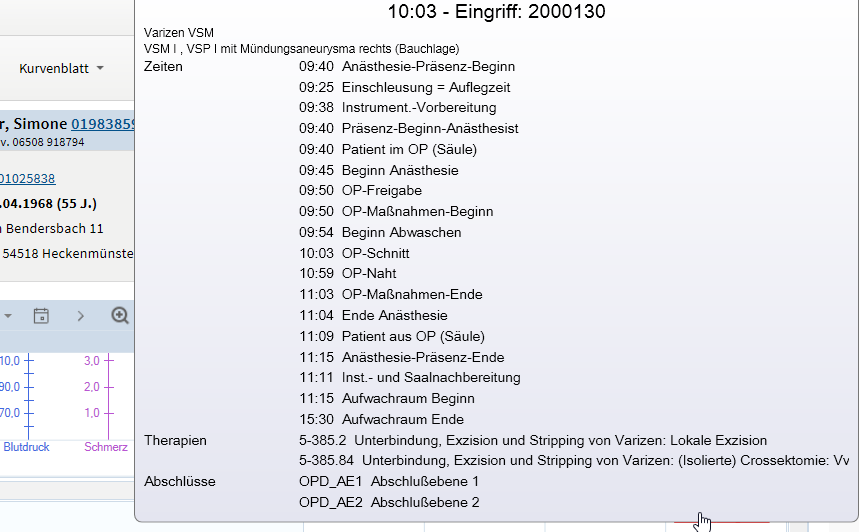 10:03 - Eingriff: 2000130
Varizen VSM
VSM I , VSP I mit Mündungsaneurysma rechts (Bauchlage)
Zeiten 09:40 Anästhesie-Präsenz-Beginn
09:25 Einschleusung = Auflegzeit
09:38 Instrument.-Vorbereitung
09:40 Präsenz-Beginn-Anästhesist
09:40 Patient im OP (Säule)
09:45 Beginn Anästhesie
09:50 OP-Freigabe
09:50 OP-Maßnahmen-Beginn
09:54 Beginn Abwaschen
10:03 OP-Schnitt
10:59 OP-Naht
11:03 OP-Maßnahmen-Ende
11:04 Ende Anästhesie
11:09 Patient aus OP (Säule)
11:15 Anästhesie-Präsenz-Ende
11:11 Inst.- und Saalnachbereitung
11:15 Aufwachraum Beginn
15:30 Aufwachraum Ende
Therapien 5-385.2 Unterbindung, Exzision und Stripping von Varizen: Lokale Exzision
5-385.84 Unterbindung, Exzision und Stripping von Varizen: (Isolierte) Crossektomie: Vv
Abschlüsse OPD_AE1 Abschlußebene 1
OPD_AE2 Abschlußebene 2
Kurvenblatt
r, Simone 01983859
v. 06508 918794
01025838
.04.1968 (55 J.)
Bendersbach 11
54518 Heckenmünste
10,0 3,0
90,0 2,0
70,0 1,0
Blutdruck Schmerz